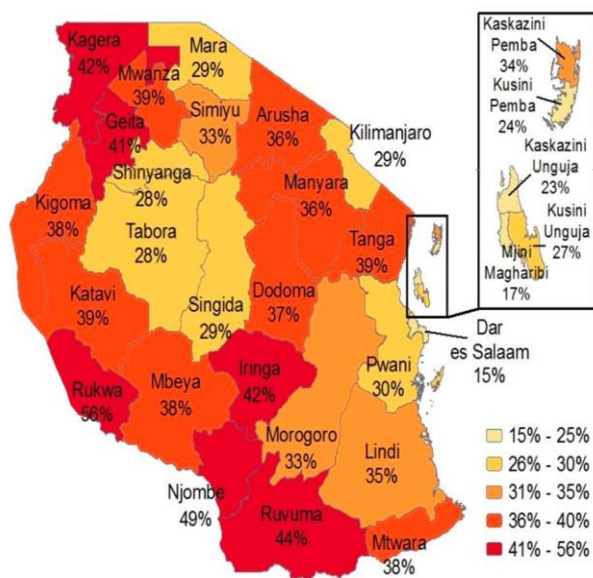 Kagera
42%
Mara
29%
Mwanza
39%
Geita
41%
Simiyu
33%
Arusha
36%
Kilimanjaro
29%
Shinyanga
28%
Kigoma
38%
Tabora
28%
Manyara
36%
Tanga
39%
Katavi
39%
Singida
29%
Dodoma
37%
Dar
es Salaam
15%
Pwani
30%
Rukwa
56%
Mbeya
38%
Iringa
42%
Morogoro
33%
Lindi
35%
Njombe
49%
Ruvuma
44%
Mtwara
38%
Kaskazini
Pemba
34%
Kusini
Pemba
24%
Kaskazini
Unguja
23%
Kusini
Unguja
27%
Mjini
Magharibi
17%
15% - 25%
26% - 30%
31% - 35%
36% - 40%
41% - 56%